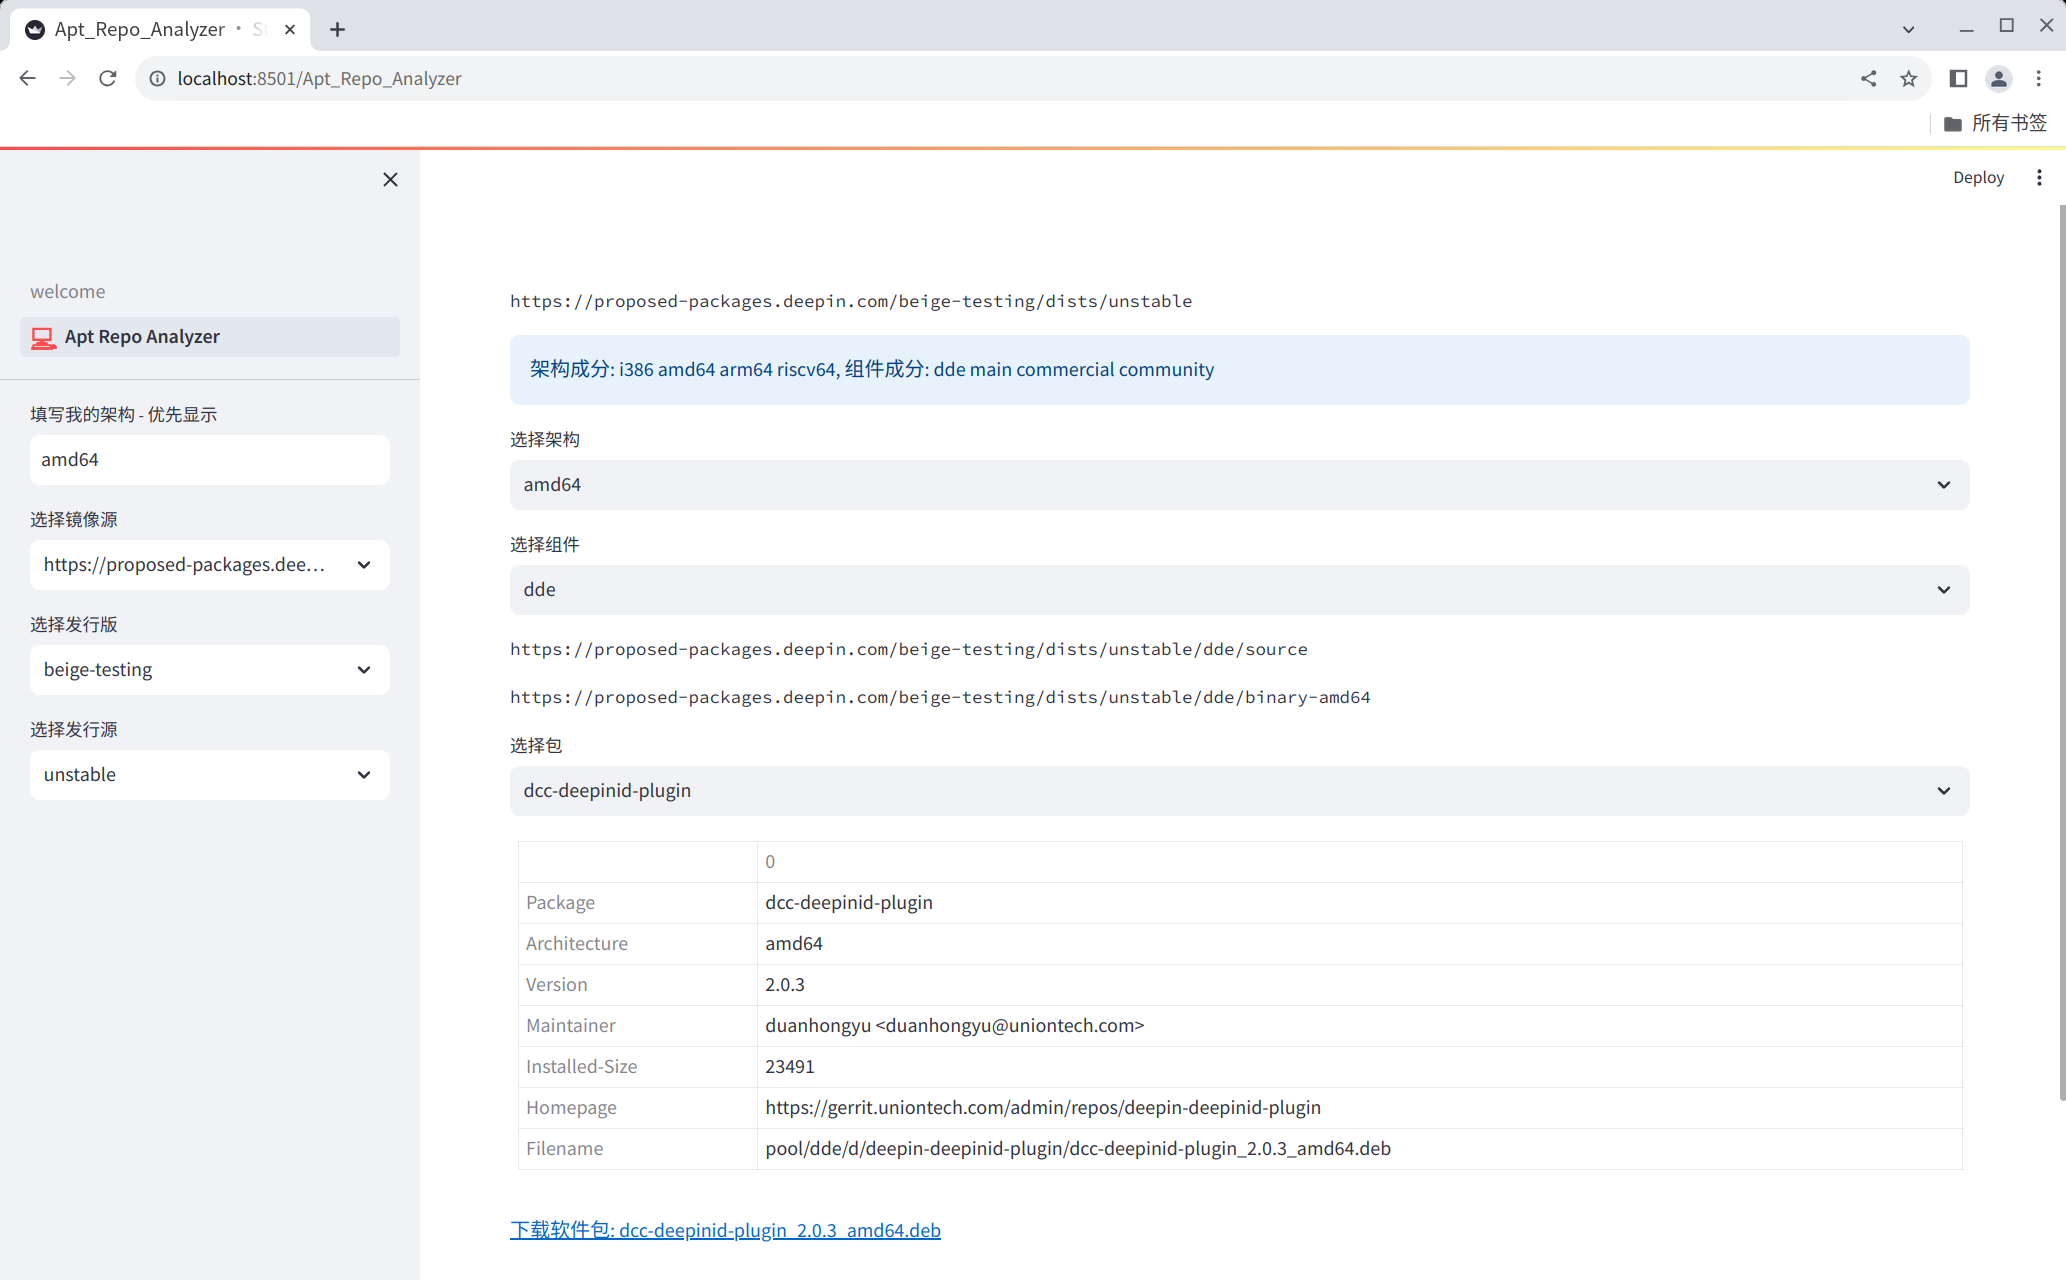 Apt_Repo_Analyzer ·
localhost:8501/Apt_Repo_Analyzer
所有书签
Deploy
welcome
Apt Repo Analyzer
填写我的架构 - 优先显示
amd64
选择镜像源
https://proposed-packages.dee…
选择发行版
beige-testing
选择发行源
unstable
https://proposed-packages.deepin.com/beige-testing/dists/unstable
架构成分: i386 amd64 arm64 riscv64, 组件成分: dde main commercial community
选择架构
amd64
选择组件
dde
https://proposed-packages.deepin.com/beige-testing/dists/unstable/dde/source
https://proposed-packages.deepin.com/beige-testing/dists/unstable/dde/binary-amd64
选择包
dcc-deepinid-plugin
0
Package dcc-deepinid-plugin
Architecture amd64
Version 2.0.3
Maintainer duanhongyu <duanhongyu@uniontech.com>
Installed-Size 23491
Homepage https://gerrit.uniontech.com/admin/repos/deepin-deepinid-plugin
Filename pool/dde/d/deepin-deepinid-plugin/dcc-deepinid-plugin_2.0.3_amd64.deb
下载软件包: dcc-deepinid-plugin_2.0.3_amd64.deb